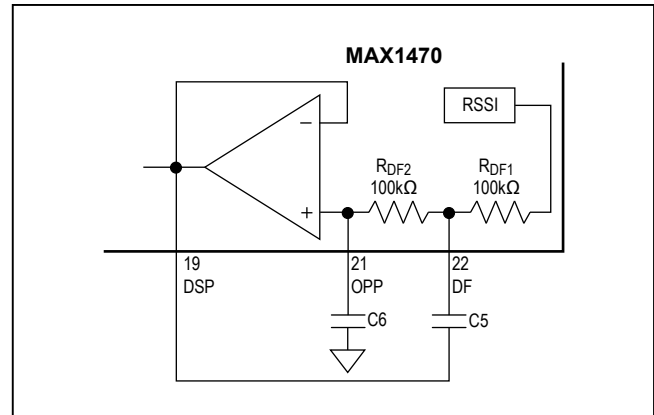 MAX1470
RSSI
RDF2
100kΩ
RDF1
100kΩ
−
+
19
DSP
21
OPP
22
DF
C6
C5